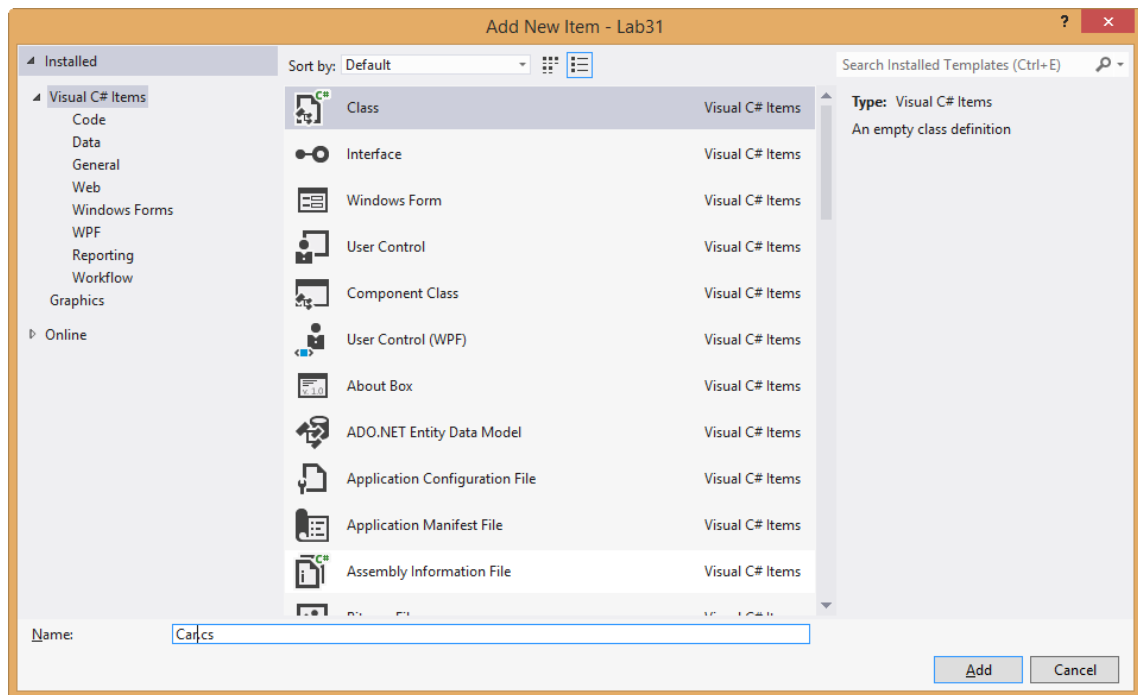 Add New Item - Lab31
?
Installed
Sort by: Default
Search Installed Templates (Ctrl+E)
Visual C# Items
Code
Data
General
Web
Windows Forms
WPF
Reporting
Workflow
Graphics
Online
C# Class Visual C# Items
Interface Visual C# Items
Windows Form Visual C# Items
User Control Visual C# Items
Component Class Visual C# Items
User Control (WPF) Visual C# Items
v 1.0 About Box Visual C# Items
ADO.NET Entity Data Model Visual C# Items
Application Configuration File Visual C# Items
Application Manifest File Visual C# Items
C# Assembly Information File Visual C# Items
Type: Visual C# Items
An empty class definition
Name: Car.cs
Add Cancel